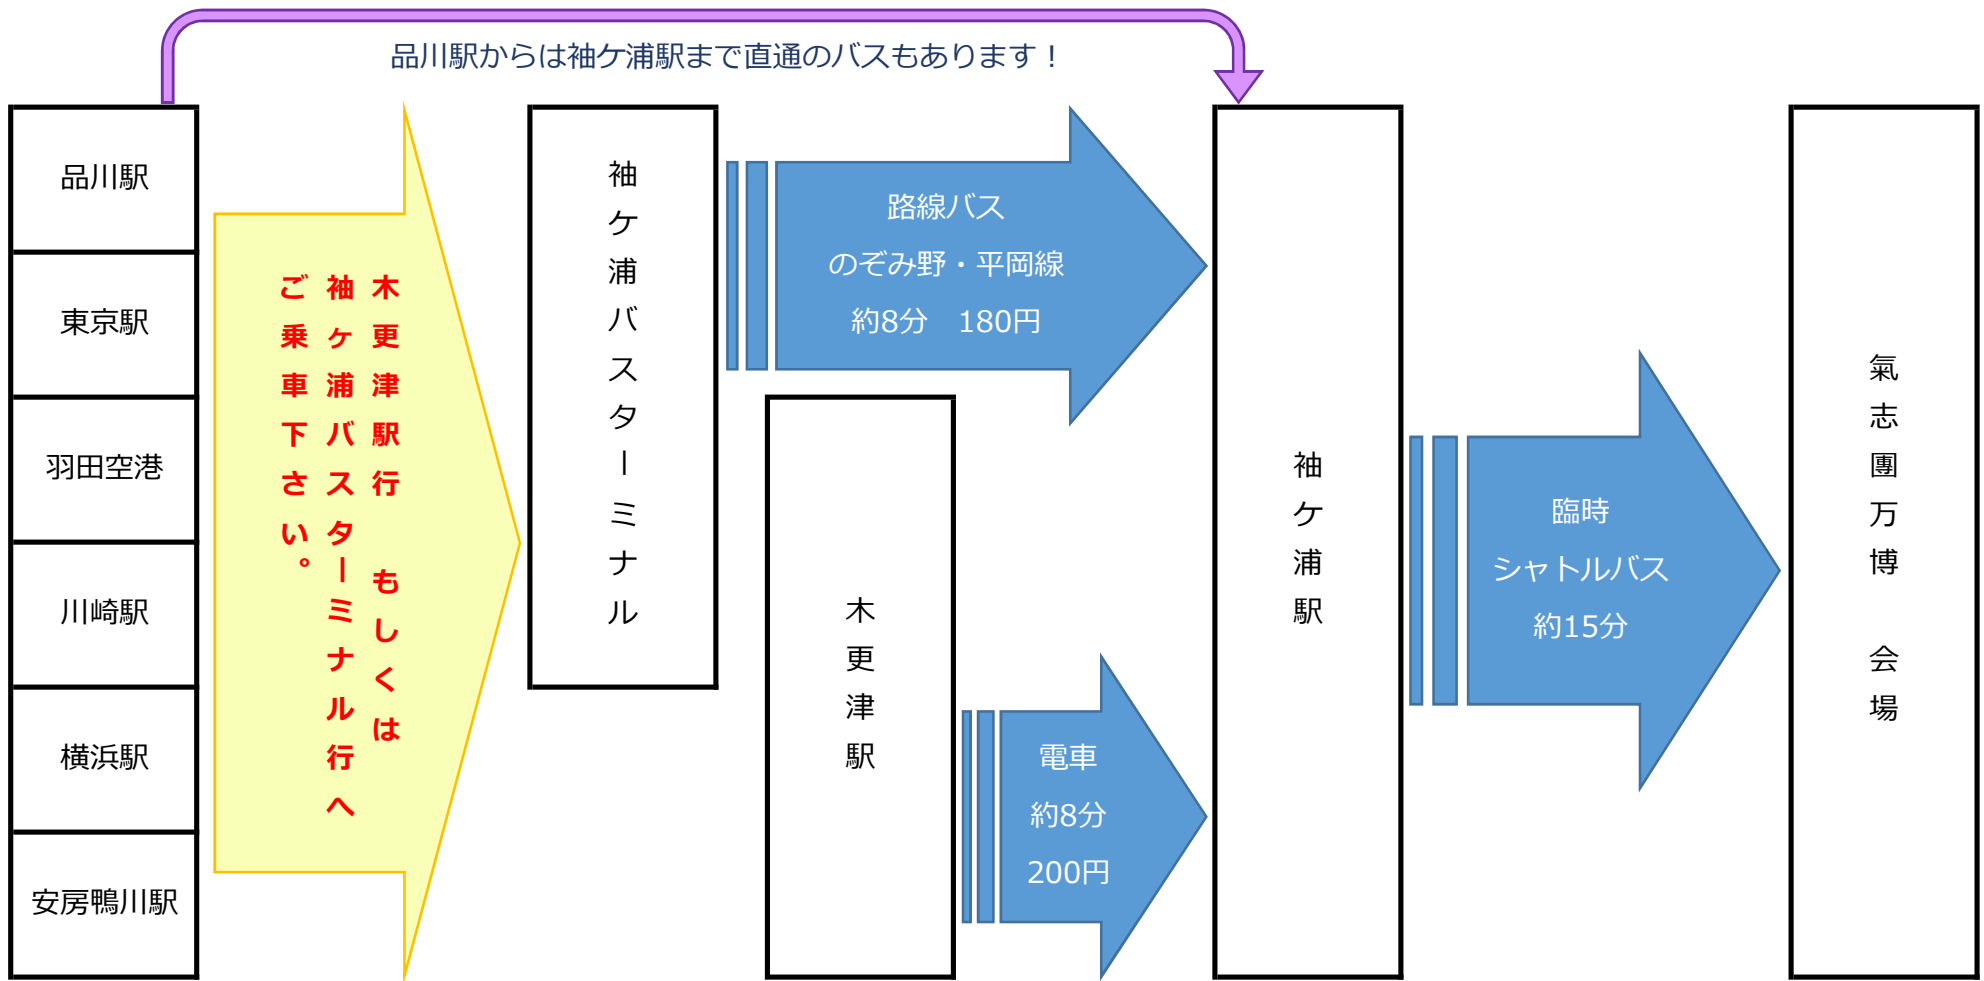 品川駅からは袖ケ浦駅まで直通のバスもあります！
品川駅
東京駅
羽田空港
川崎駅
横浜駅
安房鴨川駅
木更津駅行　もしくは
袖ヶ浦バスターミナル行へ
ご乗車下さい。
袖ケ浦バスターミナル
路線バス
のぞみ野・平岡線
約8分　180円
木更津駅
電車
約8分
200円
袖ケ浦駅
臨時
シャトルバス
約15分
氣志團万博　会場